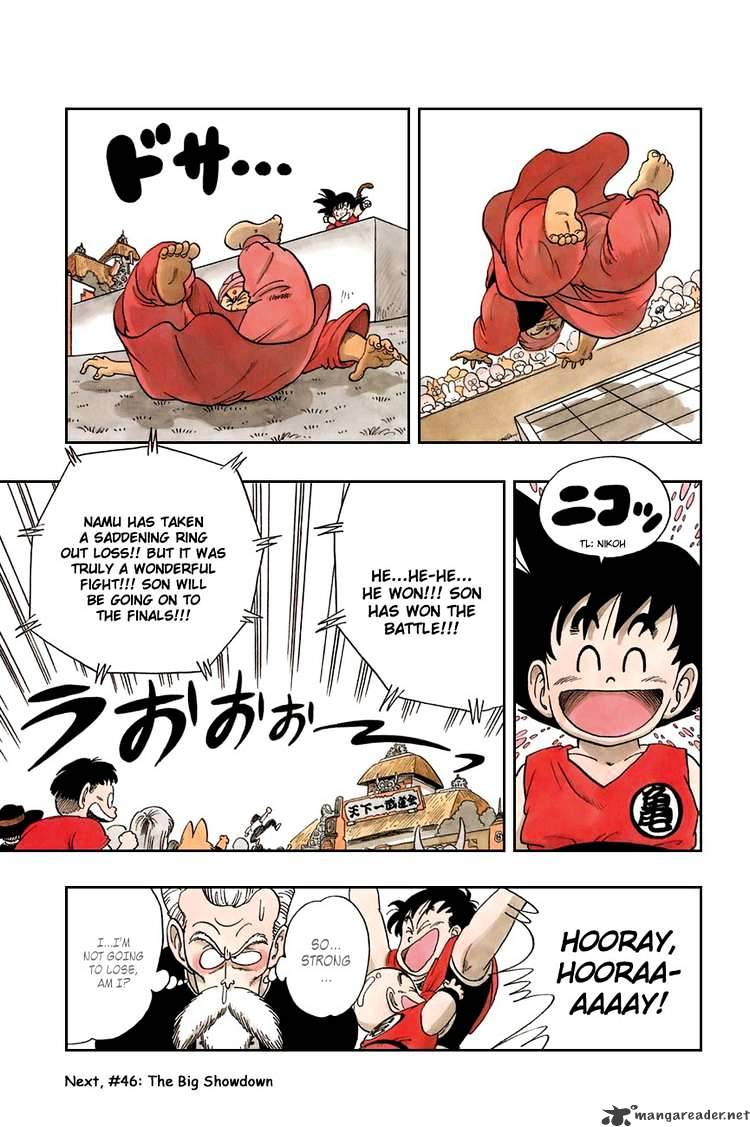 ドサ・・・
ニコッ
TL: NIKOH
亀
HE...HE-HE...
HE WON!!! SON
HAS WON THE
BATTLE!!!
NAMU HAS TAKEN
A SADDENING RING
OUT LOSS!! BUT IT WAS
TRULY A WONDERFUL
FIGHT!!! SON WILL
BE GOING ON TO
THE FINALS!!!
うおおおーっ
天下一武道會
HOORAY,
HOORAA-
AAAAY!
SO...
STRONG
...
I...I'M
NOT GOING
TO LOSE,
AM I?
Next, #46: The Big Showdown
mangareader.net